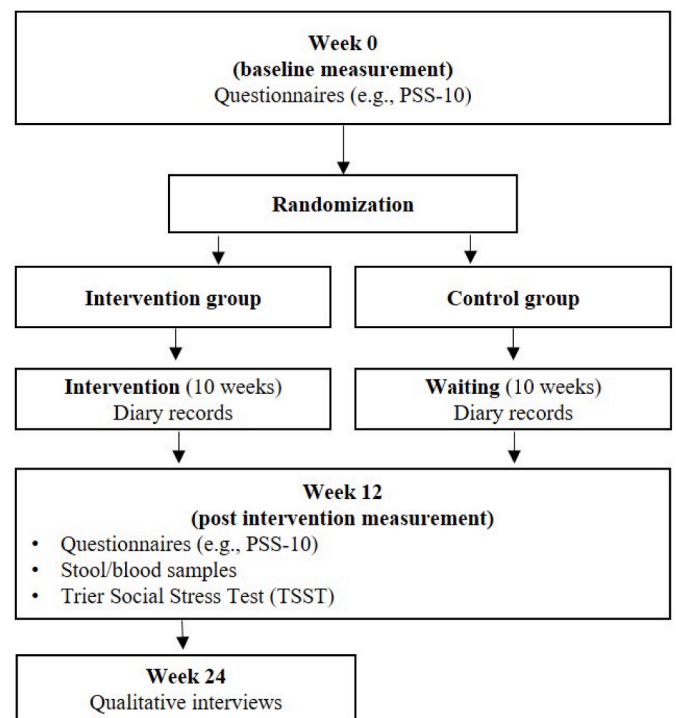 Week 0
(baseline measurement)
Questionnaires (e.g., PSS-10)
Randomization
Intervention group
Control group
Intervention (10 weeks)
Diary records
Waiting (10 weeks)
Diary records
Week 12
(post intervention measurement)
• Questionnaires (e.g., PSS-10)
• Stool/blood samples
• Trier Social Stress Test (TSST)
Week 24
Qualitative interviews